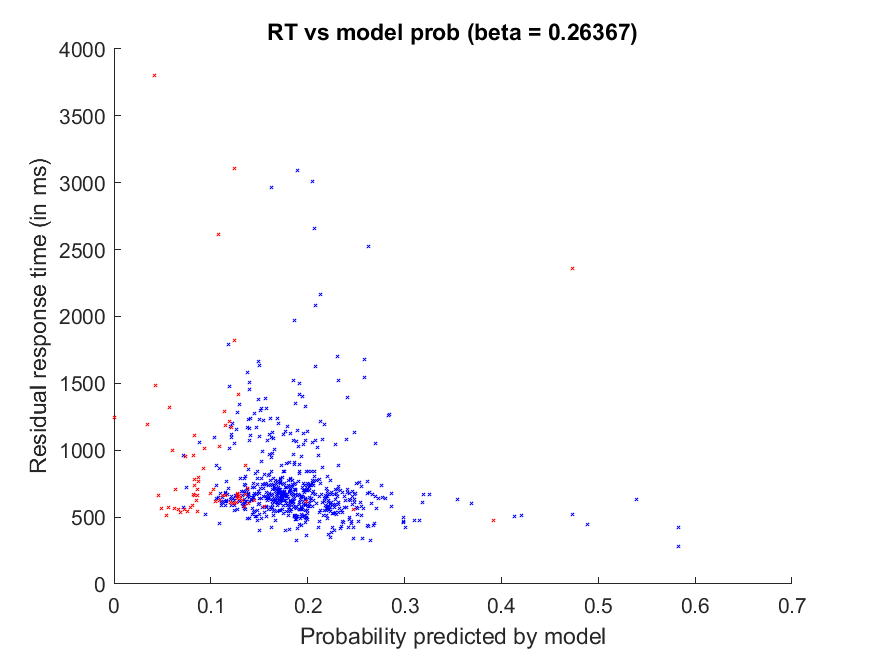 RT vs model prob (beta = 0.26367)
4000
3500
3000
2500
2000
1500
1000
500
0
Residual response time (in ms)
0 0.1 0.2 0.3 0.4 0.5 0.6 0.7
Probability predicted by model